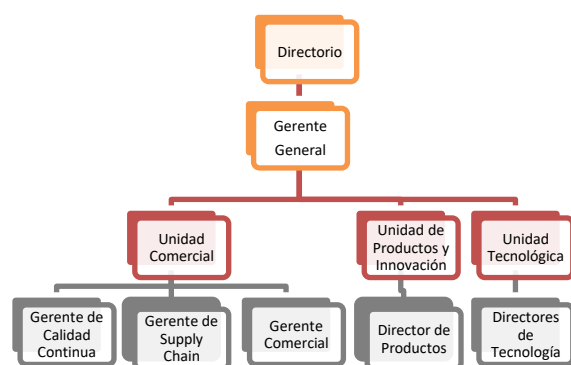 Directorio
Gerente
General
Unidad
Comercial
Unidad de
Productos y
Innovación
Unidad
Tecnológica
Gerente de
Calidad
Continua
Gerente de
Supply
Chain
Gerente
Comercial
Director de
Productos
Directores
de
Tecnología